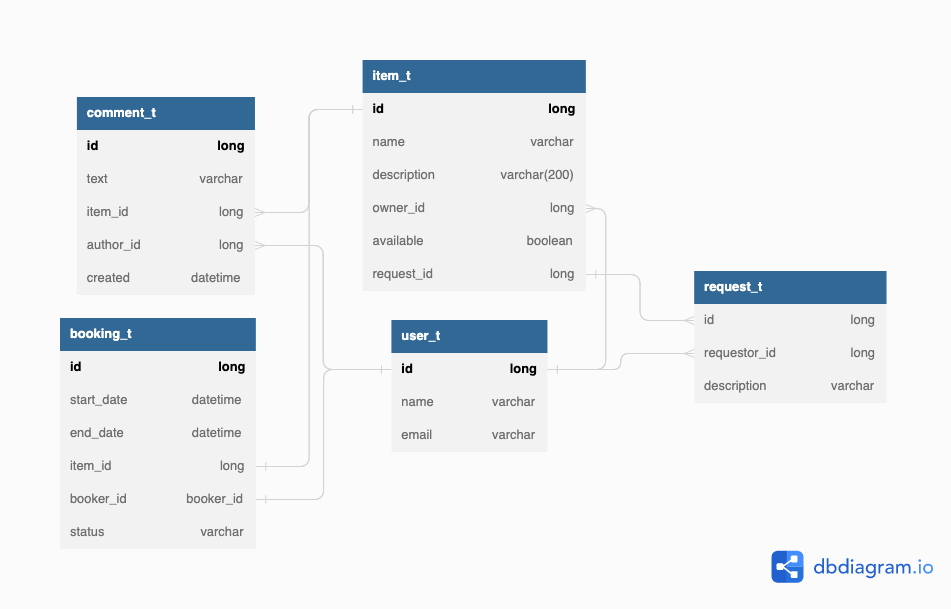 comment_t
id long
text varchar
item_id long
author_id long
created datetime
item_t
id long
name varchar
description varchar(200)
owner_id long
available boolean
request_id long
booking_t
id long
start_date datetime
end_date datetime
item_id long
booker_id booker_id
status varchar
user_t
id long
name varchar
email varchar
request_t
id long
requestor_id long
description varchar
dbdiagram.io